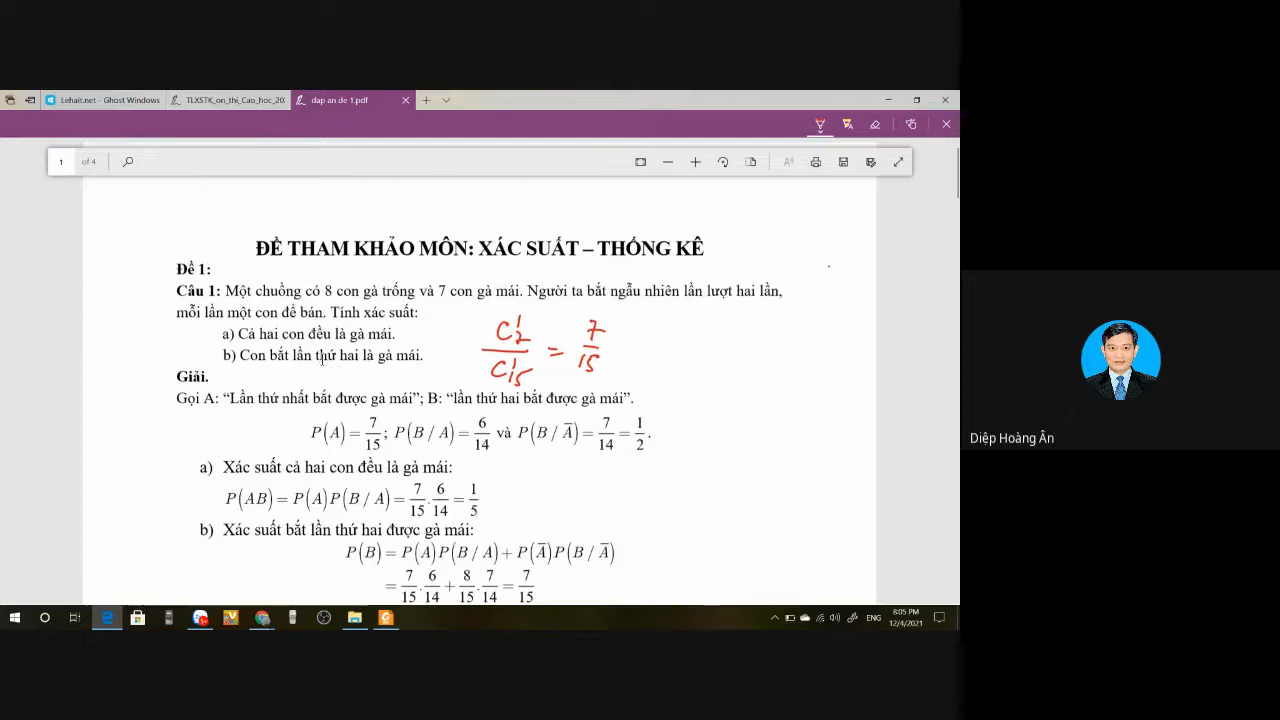 Lehait.net - Ghost Windows
TLXSTK_on_thi_Cao_hoc_20
dap an de 1.pdf
1 of 4
ĐỀ THAM KHẢO MÔN: XÁC SUẤT – THỐNG KÊ
Đề 1:
Câu 1: Một chuồng có 8 con gà trống và 7 con gà mái. Người ta bắt ngẫu nhiên lần lượt hai lần,
mỗi lần một con để bán. Tính xác suất:
a) Cả hai con đều là gà mái.
b) Con bắt lần thứ hai là gà mái.
C¹₇ / C¹₁₅ = 7/15
Giải.
Gọi A: “Lần thứ nhất bắt được gà mái”; B: “lần thứ hai bắt được gà mái”.
P(A) = 7/15; P(B / A) = 6/14 và P(B / A̅) = 7/14 = 1/2.
a) Xác suất cả hai con đều là gà mái:
P(AB) = P(A)P(B / A) = 7/15 . 6/14 = 1/5
b) Xác suất bắt lần thứ hai được gà mái:
P(B) = P(A)P(B / A) + P(A̅)P(B / A̅)
= 7/15 . 6/14 + 8/15 . 7/14 = 7/15
Diệp Hoàng Ân
ENG
8:05 PM
12/4/2021